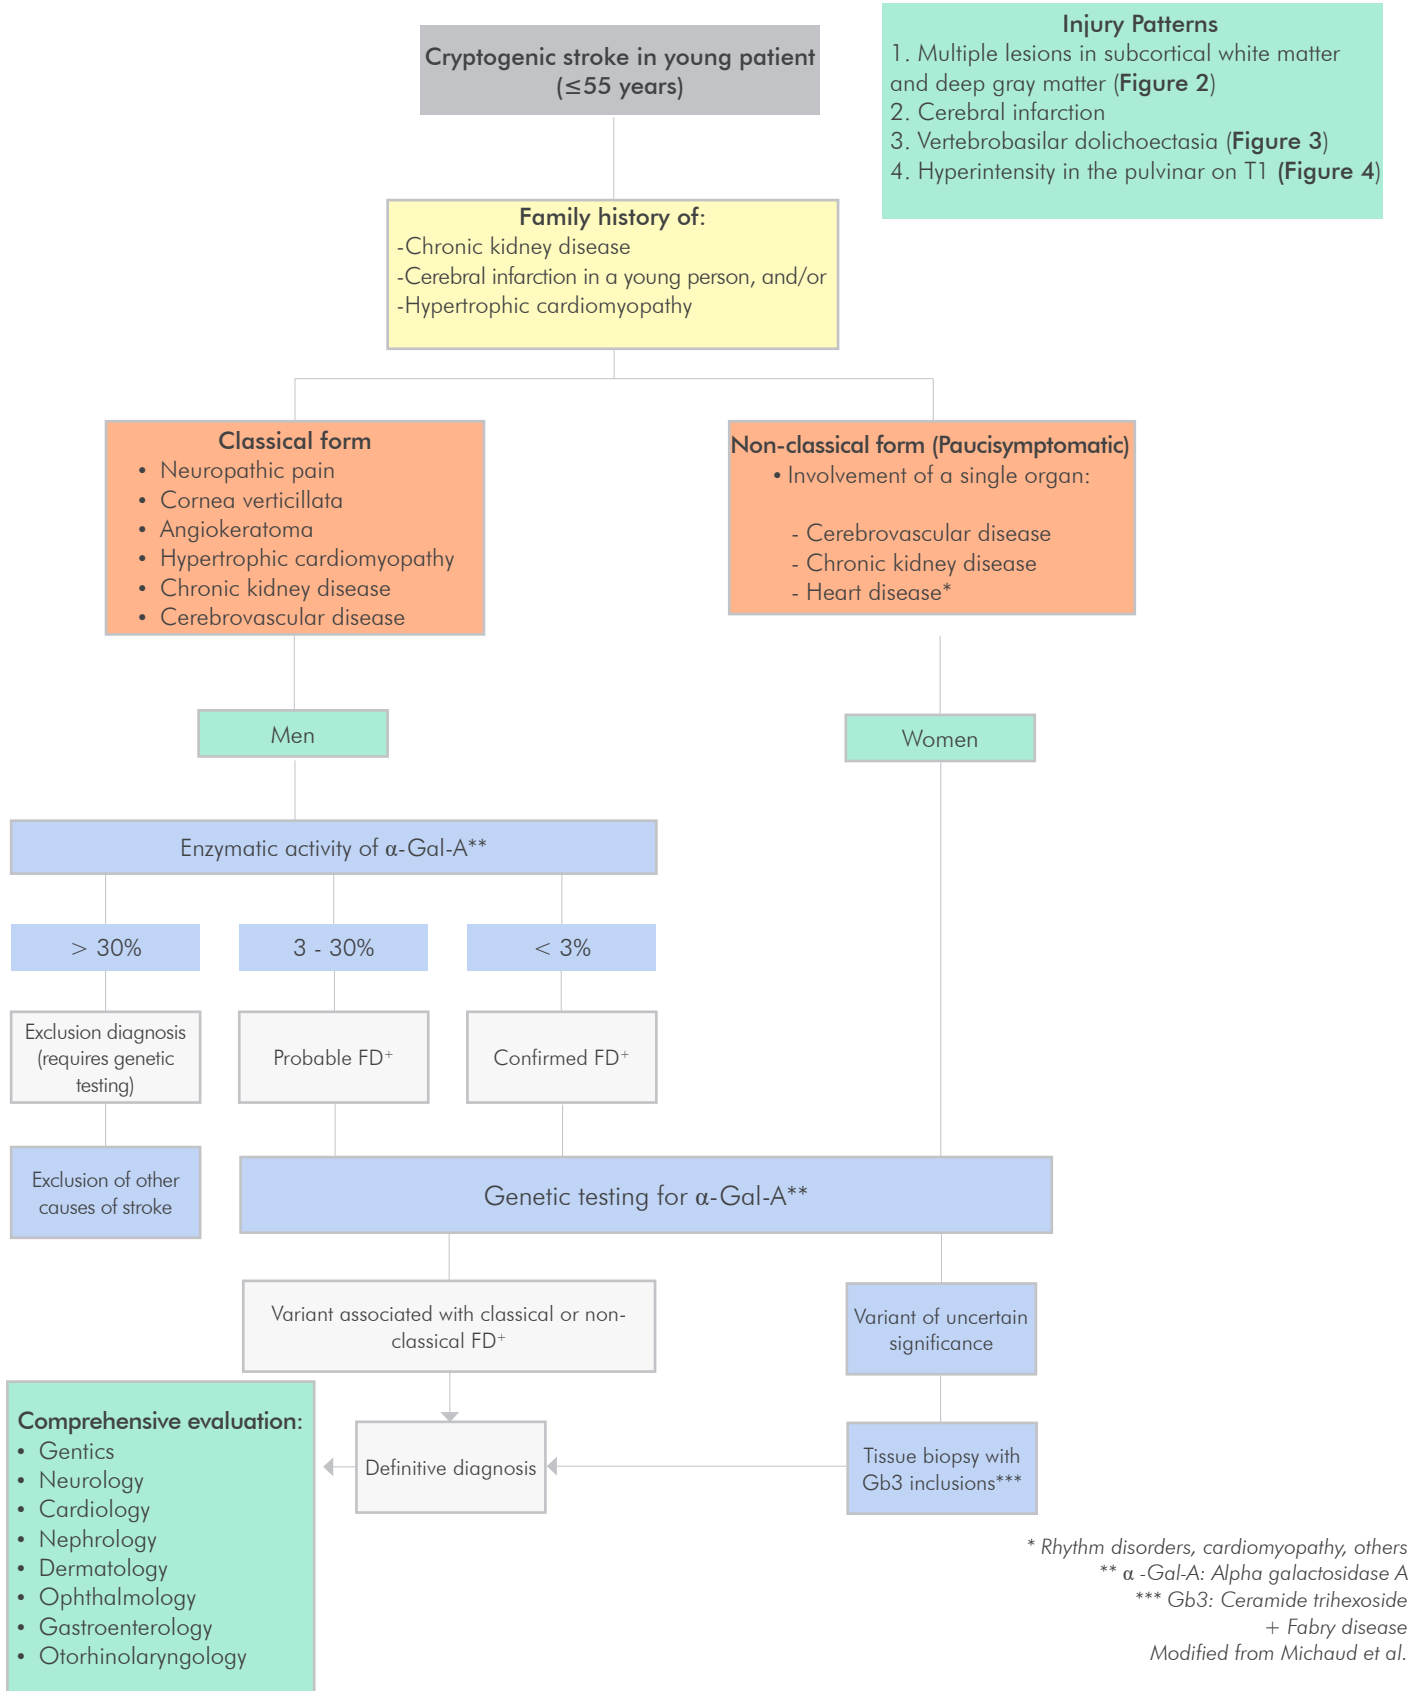 Cryptogenic stroke in young patient
(≤55 years)
Injury Patterns
1. Multiple lesions in subcortical white matter
and deep gray matter (Figure 2)
2. Cerebral infarction
3. Vertebrobasilar dolichoectasia (Figure 3)
4. Hyperintensity in the pulvinar on T1 (Figure 4)
Family history of:
-Chronic kidney disease
-Cerebral infarction in a young person, and/or
-Hypertrophic cardiomyopathy
Classical form
• Neuropathic pain
• Cornea verticillata
• Angiokeratoma
• Hypertrophic cardiomyopathy
• Chronic kidney disease
• Cerebrovascular disease
Non-classical form (Paucisymptomatic)
• Involvement of a single organ:
- Cerebrovascular disease
- Chronic kidney disease
- Heart disease*
Men
Women
Enzymatic activity of α-Gal-A**
> 30%
3 - 30%
< 3%
Exclusion diagnosis
(requires genetic
testing)
Probable FD+
Confirmed FD+
Exclusion of other
causes of stroke
Genetic testing for α-Gal-A**
Variant associated with classical or non-
classical FD+
Variant of uncertain
significance
Definitive diagnosis
Tissue biopsy with
Gb3 inclusions***
Comprehensive evaluation:
• Gentics
• Neurology
• Cardiology
• Nephrology
• Dermatology
• Ophthalmology
• Gastroenterology
• Otorhinolaryngology
* Rhythm disorders, cardiomyopathy, others
** α -Gal-A: Alpha galactosidase A
*** Gb3: Ceramide trihexoside
+ Fabry disease
Modified from Michaud et al.